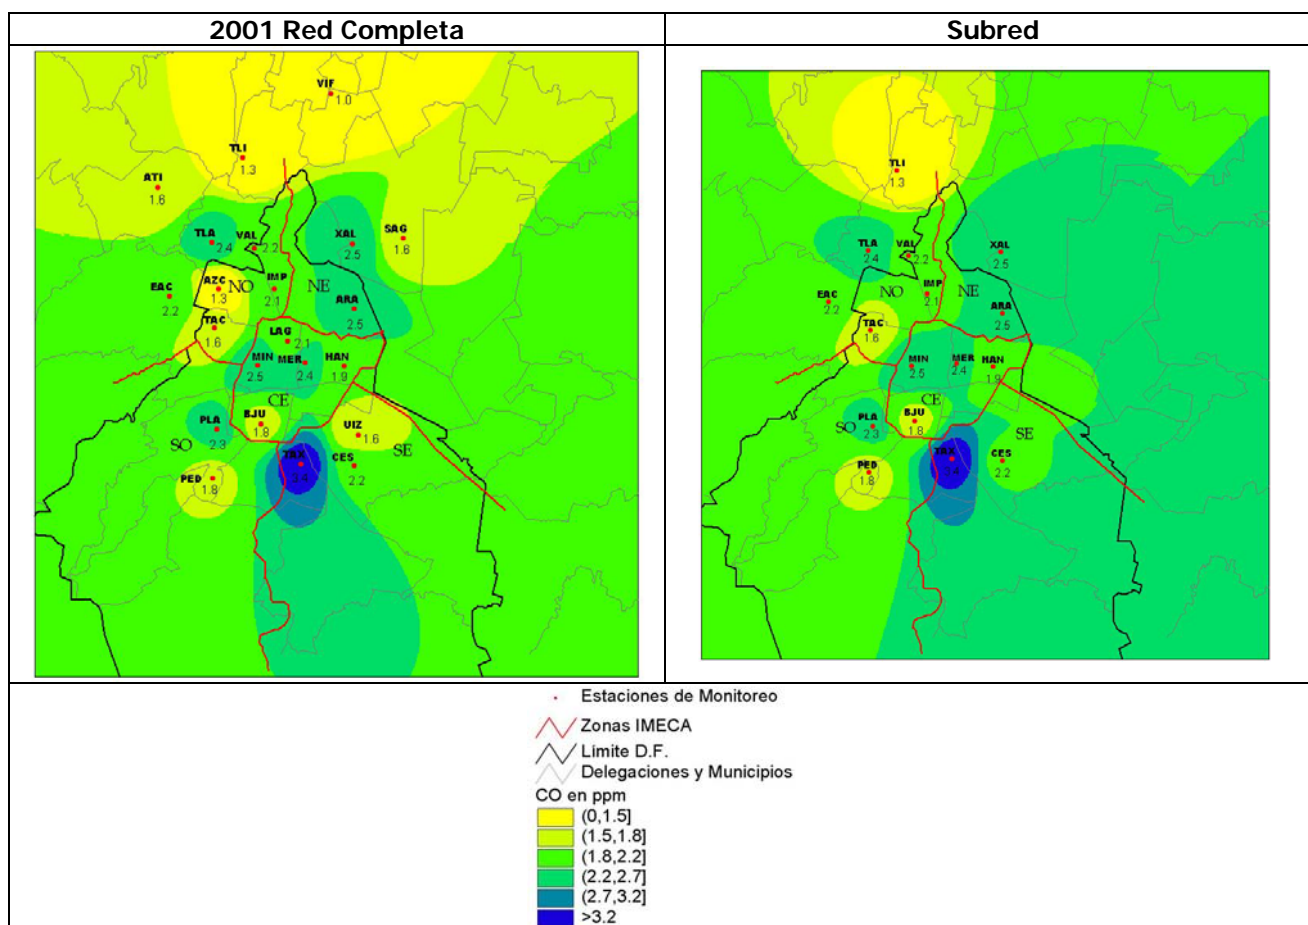 2001 Red Completa
Subred
VIF
1.0
TLI
1.3
ATI
1.6
TLA
2.4
VAL
2.2
XAL
2.5
SAG
1.6
EAC
2.2
AZC
1.3
NO
IMP
2.1
NE
ARA
2.5
TAC
1.6
LAG
2.1
MIN
2.5
MER
2.4
HAN
1.9
CE
PLA
2.3
SO
BJU
1.8
UIZ
1.6
SE
TAX
3.4
CES
2.2
PED
1.8
TLI
1.3
TLA
2.4
VAL
2.2
XAL
2.5
EAC
2.2
NO
IMP
2.1
NE
ARA
2.5
TAC
1.6
MIN
2.5
MER
2.4
HAN
1.9
CE
PLA
2.3
SO
BJU
1.8
SE
TAX
3.4
CES
2.2
PED
1.8
Estaciones de Monitoreo
Zonas IMECA
Límite D.F.
Delegaciones y Municipios
CO en ppm
(0,1.5]
(1.5,1.8]
(1.8,2.2]
(2.2,2.7]
(2.7,3.2]
>3.2